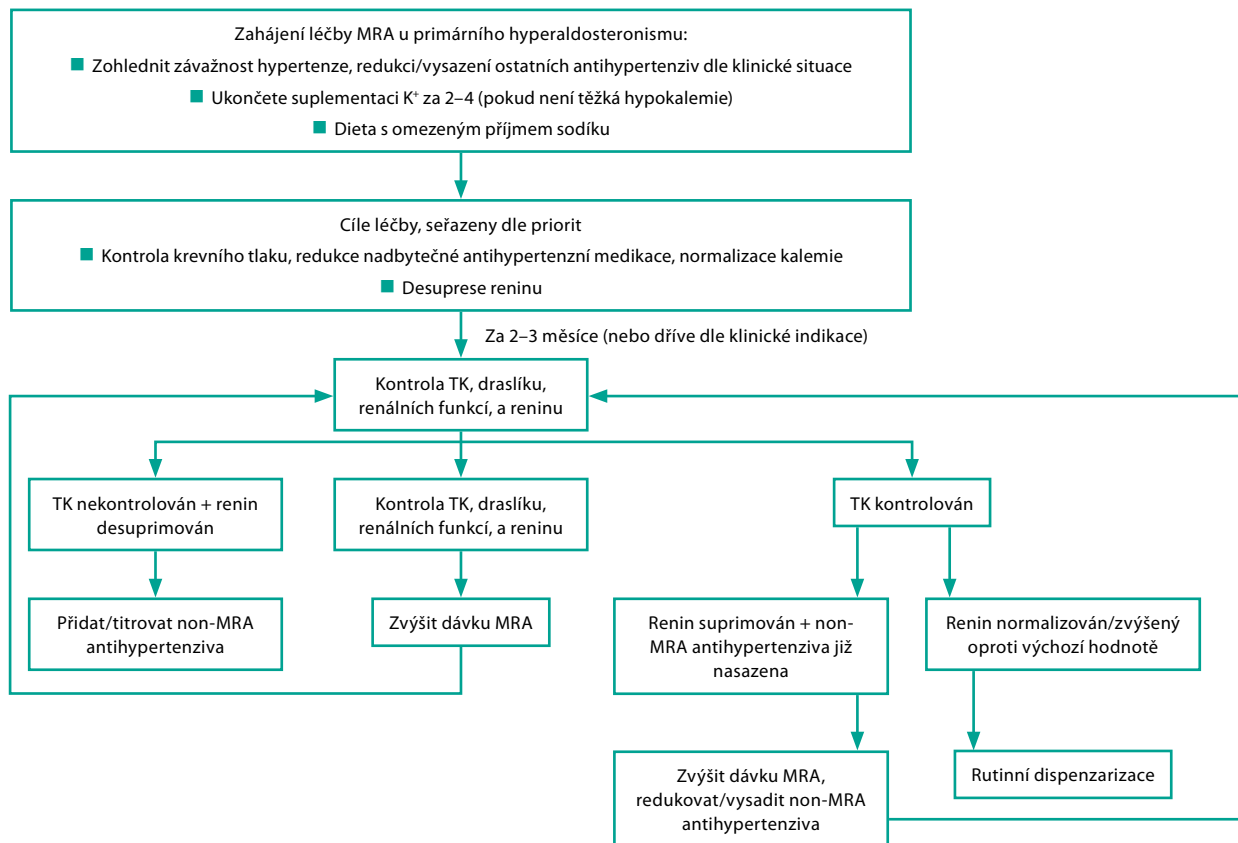 Zahájení léčby MRA u primárního hyperaldosteronismu:
■ Zohlednit závažnost hypertenze, redukci/vysazení ostatních antihypertenziv dle klinické situace
■ Ukončete suplementaci K⁺ za 2–4 (pokud není těžká hypokalemie)
■ Dieta s omezeným příjmem sodíku
Cíle léčby, seřazeny dle priorit
■ Kontrola krevního tlaku, redukce nadbytečné antihypertenzní medikace, normalizace kalemie
■ Desuprese reninu
Za 2–3 měsíce (nebo dříve dle klinické indikace)
Kontrola TK, draslíku,
renálních funkcí, a reninu
TK nekontrolován + renin
desuprimován
Kontrola TK, draslíku,
renálních funkcí, a reninu
TK kontrolován
Přidat/titrovat non-MRA
antihypertenziva
Zvýšit dávku MRA
Renin suprimován + non-
MRA antihypertenziva již
nasazena
Renin normalizován/zvýšený
oproti výchozí hodnotě
Zvýšit dávku MRA,
redukovat/vysadit non-MRA
antihypertenziva
Rutinní dispenzarizace